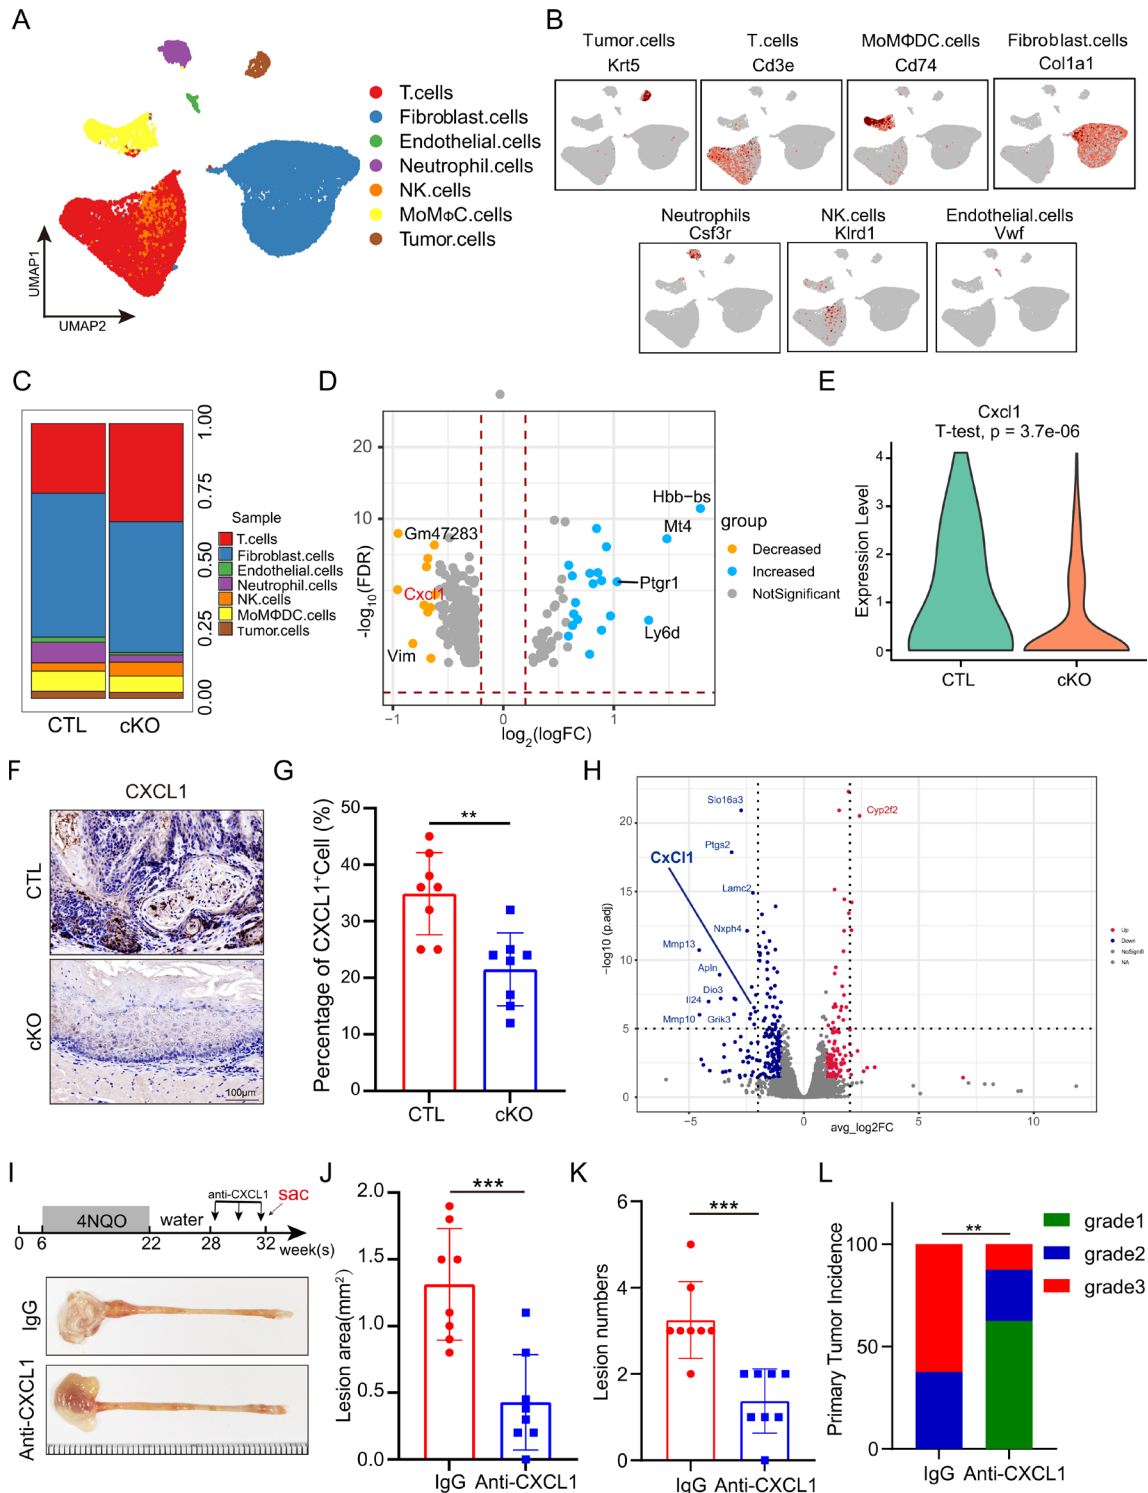 A
T.cells
Fibroblast.cells
Endothelial.cells
Neutrophil.cells
NK.cells
MoMΦC.cells
Tumor.cells
UMAP1
UMAP2
B
Tumor.cells
Krt5
T.cells
Cd3e
MoMΦDC.cells
Cd74
Fibroblast.cells
Col1a1
Neutrophils
Csf3r
NK.cells
Klrd1
Endothelial.cells
Vwf
C
1.00
0.75
0.50
0.25
0.00
CTL
cKO
Sample
T.cells
Fibroblast.cells
Endothelial.cells
Neutrophil.cells
NK.cells
MoMΦDC.cells
Tumor.cells
D
20
10
-log10(FDR)
Gm47283
Cxcl1
Vim
Hbb−bs
Mt4
Ptgr1
Ly6d
−1
0
1
log2(logFC)
group
Decreased
Increased
NotSignificant
E
Cxcl1
T-test, p = 3.7e-06
Expression Level
4
3
2
1
0
CTL
cKO
F
CXCL1
CTL
cKO
100μm
G
Percentage of CXCL1+Cell (%)
50
40
30
20
10
0
**
CTL
cKO
H
−log10 (p.adj)
20
15
10
5
0
Slo16a3
Cyp2f2
Ptgs2
CxCl1
Lamc2
Nxph4
Mmp13
Apln
Dio3
Il24
Mmp10
Grik3
−5
0
5
10
avg_log2FC
Up
Down
NoSignifi
NA
I
4NQO
water
anti-CXCL1
sac
0
6
22
28
32
week(s)
IgG
Anti-CXCL1
J
Lesion area(mm2)
2.0
1.5
1.0
0.5
0.0
***
IgG
Anti-CXCL1
K
Lesion numbers
6
4
2
0
***
IgG
Anti-CXCL1
L
Primary Tumor Incidence
100
50
0
**
IgG
Anti-CXCL1
grade1
grade2
grade3